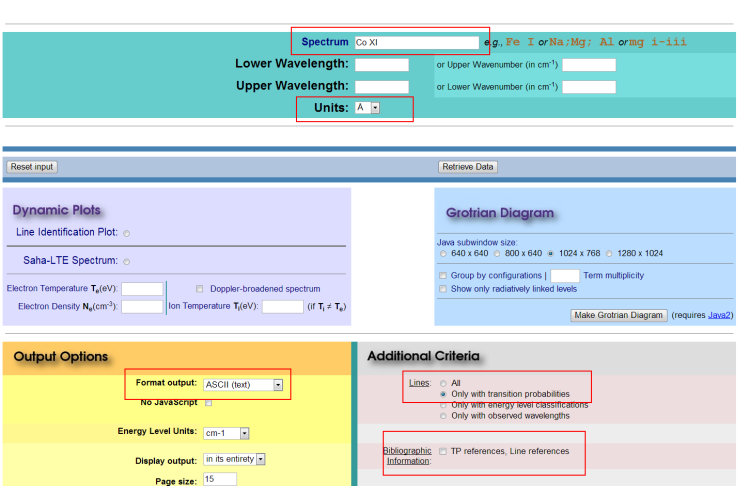 Spectrum Co XI e.g., Fe I or Na;Mg; Al or mg i-iii
Lower Wavelength: or Upper Wavenumber (in cm-1)
Upper Wavelength: or Lower Wavenumber (in cm-1)
Units: A
Reset input Retrieve Data
Dynamic Plots
Line Identification Plot:
Saha-LTE Spectrum:
Electron Temperature Te(eV): Doppler-broadened spectrum
Electron Density Ne(cm-3): Ion Temperature Ti(eV): (if Ti ≠ Te)
Grotrian Diagram
Java subwindow size:
640 x 640 800 x 640 1024 x 768 1280 x 1024
Group by configurations | Term multiplicity
Show only radiatively linked levels
Make Grotrian Diagram (requires Java2)
Output Options
Format output: ASCII (text)
No JavaScript
Energy Level Units: cm-1
Display output: in its entirety
Page size: 15
Additional Criteria
Lines: All
Only with transition probabilities
Only with energy level classifications
Only with observed wavelengths
Bibliographic TP references, Line references
Information: